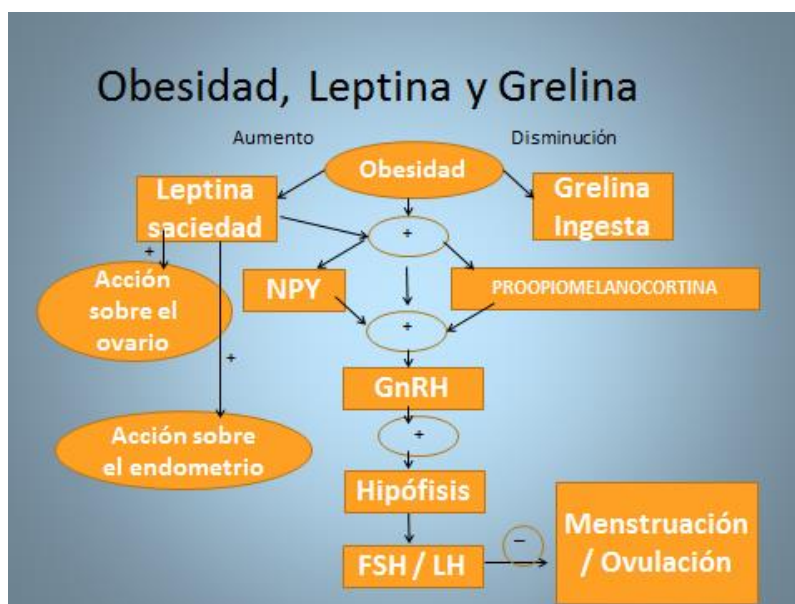 Obesidad, Leptina y Grelina
Aumento
Disminución
Obesidad
Leptina
saciedad
Grelina
Ingesta
+
+
Acción
sobre el
ovario
NPY
PROOPIOMELANOCORTINA
+
+
GnRH
+
Acción sobre
el endometrio
Hipófisis
FSH / LH
–
Menstruación
/ Ovulación